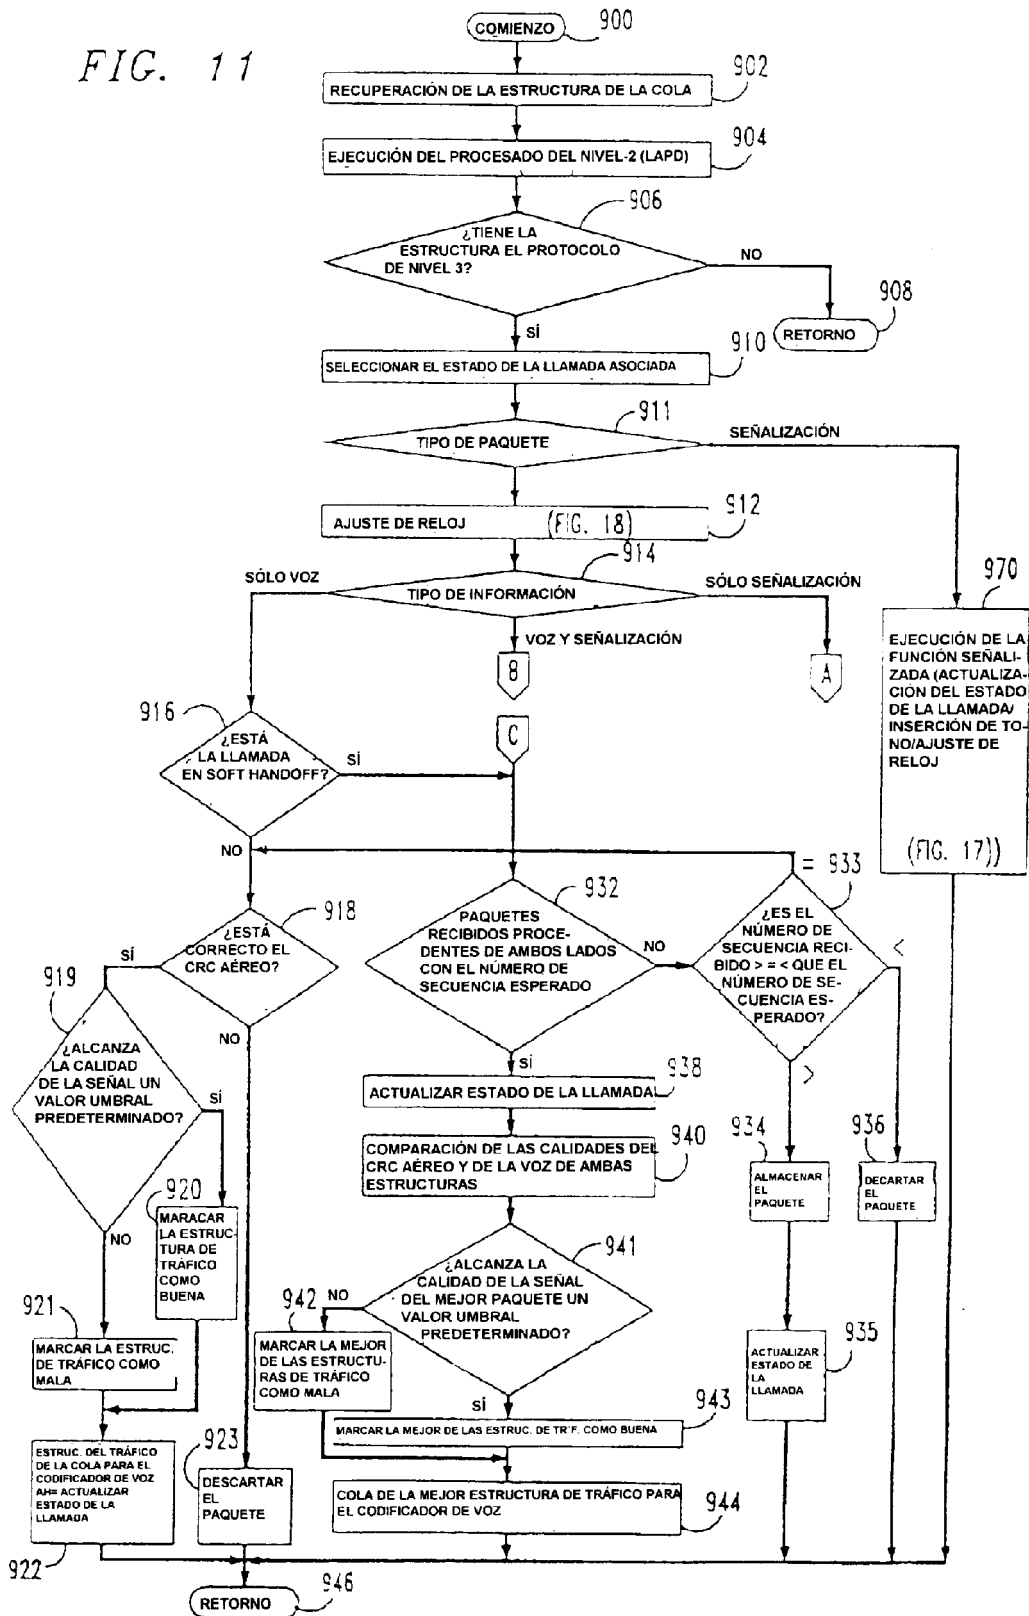 FIG. 11
COMIENZO
900
RECUPERACIÓN DE LA ESTRUCTURA DE LA COLA
902
EJECUCIÓN DEL PROCESADO DEL NIVEL-2 (LAPD)
904
906
¿TIENE LA
ESTRUCTURA EL PROTOCOLO
DE NIVEL 3?
NO
RETORNO
908
SÍ
SELECCIONAR EL ESTADO DE LA LLAMADA ASOCIADA
910
911
TIPO DE PAQUETE
SEÑALIZACIÓN
AJUSTE DE RELOJ (FIG. 18)
912
914
SÓLO VOZ
TIPO DE INFORMACIÓN
SÓLO SEÑALIZACIÓN
VOZ Y SEÑALIZACIÓN
B
A
970
EJECUCIÓN DE LA
FUNCIÓN SEÑALI-
ZADA (ACTUALIZA-
CIÓN DEL ESTADO
DE LA LLAMADA/
INSERCIÓN DE TO-
NO/AJUSTE DE
RELOJ
(FIG. 17))
916
¿ESTÁ
LA LLAMADA
EN SOFT HANDOFF?
SÍ
C
NO
918
¿ESTÁ
CORRECTO EL
CRC AÉREO?
SÍ
NO
932
PAQUETES
RECIBIDOS PROCE-
DENTES DE AMBOS LADOS
CON EL NÚMERO DE
SECUENCIA ESPERADO
NO
SÍ
=
933
¿ES EL
NÚMERO DE
SECUENCIA RECI-
BIDO > = < QUE EL
NÚMERO DE SE-
CUENCIA ES-
PERADO?
<
>
919
¿ALCANZA
LA CALIDAD
DE LA SEÑAL UN
VALOR UMBRAL
PREDETERMINADO?
SÍ
NO
920
MARACAR
LA ESTRUC-
TURA DE
TRÁFICO
COMO
BUENA
921
MARCAR LA ESTRUC.
DE TRÁFICO COMO
MALA
ESTRUC. DEL TRÁFICO
DE LA COLA PARA EL
CODIFICADOR DE VOZ
AH= ACTUALIZAR
ESTADO DE LA
LLAMADA
922
923
DESCARTAR
EL
PAQUETE
ACTUALIZAR ESTADO DE LA LLAMADA
938
COMPARACIÓN DE LAS CALIDADES DEL
CRC AÉREO Y DE LA VOZ DE AMBAS
ESTRUCTURAS
940
941
¿ALCANZA LA
CALIDAD DE LA SEÑAL
DEL MEJOR PAQUETE UN
VALOR UMBRAL
PREDETERMINADO?
NO
942
MARCAR LA MEJOR
DE LAS ESTRUCTU-
RAS DE TRÁFICO
COMO MALA
SÍ
943
MARCAR LA MEJOR DE LAS ESTRUC. DE TR'F. COMO BUENA
COLA DE LA MEJOR ESTRUCTURA DE TRÁFICO PARA
EL CODIFICADOR DE VOZ
944
934
ALMACENAR
EL
PAQUETE
936
DECARTAR
EL
PAQUETE
935
ACTUALIZAR
ESTADO DE
LA
LLAMADA
RETORNO
946